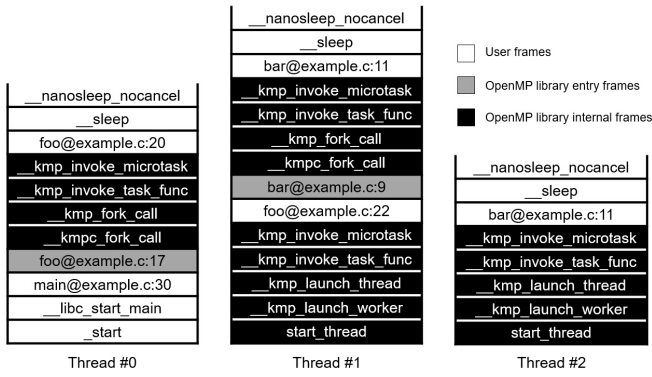 __nanosleep_nocancel
__sleep
foo@example.c:20
__kmp_invoke_microtask
__kmp_invoke_task_func
__kmp_fork_call
__kmpc_fork_call
foo@example.c:17
main@example.c:30
__libc_start_main
_start
Thread #0
__nanosleep_nocancel
__sleep
bar@example.c:11
__kmp_invoke_microtask
__kmp_invoke_task_func
__kmp_fork_call
__kmpc_fork_call
bar@example.c:9
foo@example.c:22
__kmp_invoke_microtask
__kmp_invoke_task_func
__kmp_launch_thread
__kmp_launch_worker
start_thread
Thread #1
User frames
OpenMP library entry frames
OpenMP library internal frames
__nanosleep_nocancel
__sleep
bar@example.c:11
__kmp_invoke_microtask
__kmp_invoke_task_func
__kmp_launch_thread
__kmp_launch_worker
start_thread
Thread #2